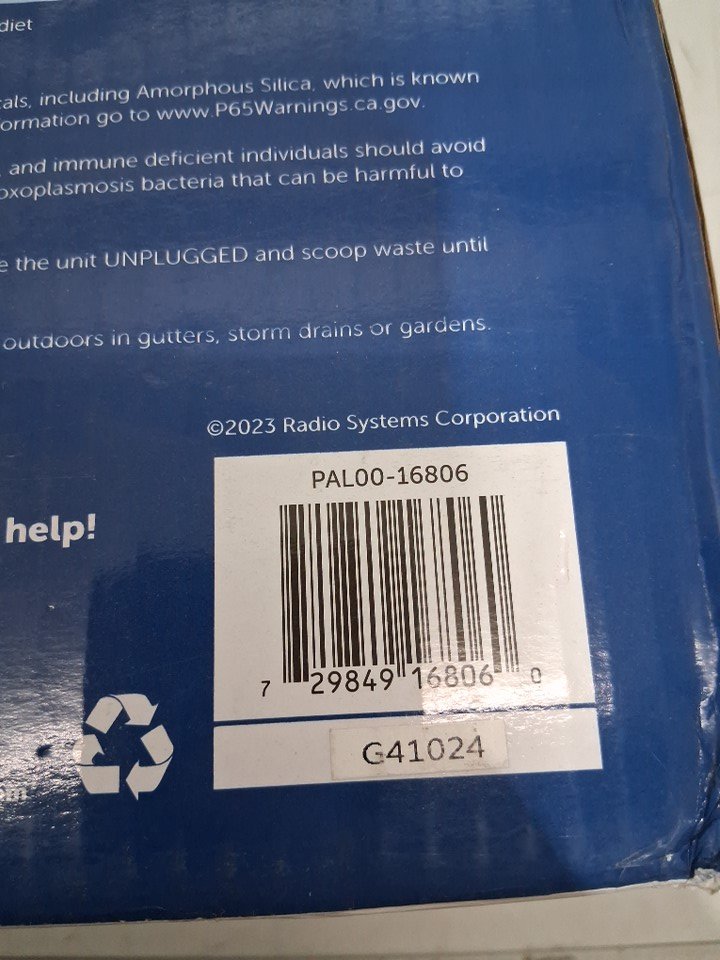 diet
cals, including Amorphous Silica, which is known
formation go to www.P65Warnings.ca.gov.
, and immune deficient individuals should avoid
oxoplasmosis bacteria that can be harmful to
e the unit UNPLUGGED and scoop waste until
outdoors in gutters, storm drains or gardens.
©2023 Radio Systems Corporation
PAL00-16806
help!
7 29849 16806 0
G41024